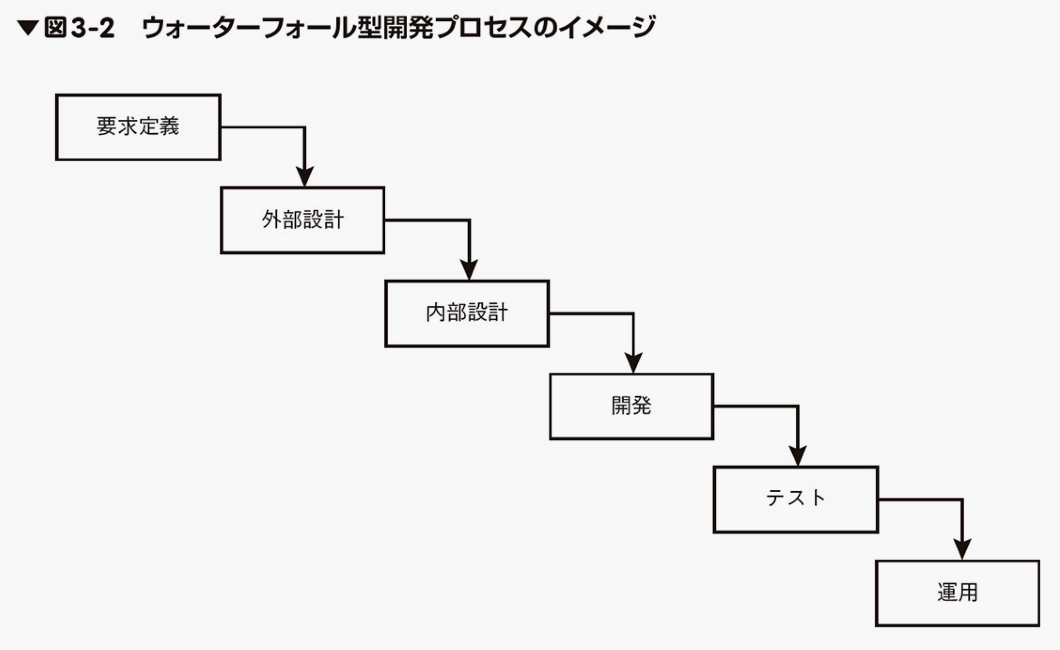 ▼図3-2　ウォーターフォール型開発プロセスのイメージ
要求定義
外部設計
内部設計
開発
テスト
運用